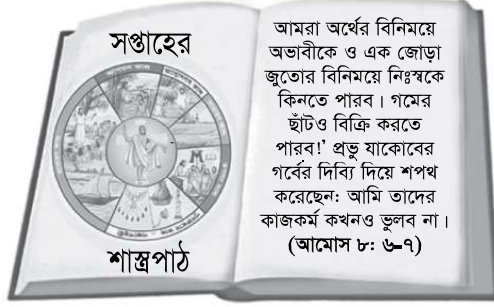 সপ্তাহের
শাস্ত্রপাঠ
আমরা অর্থের বিনিময়ে
অভাবীকে ও এক জোড়া
জুতোর বিনিময়ে নিঃস্বকে
কিনতে পারব। গমের
ছাঁটও বিক্রি করতে
পারব!’ প্রভু যাকোবের
গর্বের দিব্যি দিয়ে শপথ
করেছেন: আমি তাদের
কাজকর্ম কখনও ভুলব না।
(আমোস ৮: ৬-৭)